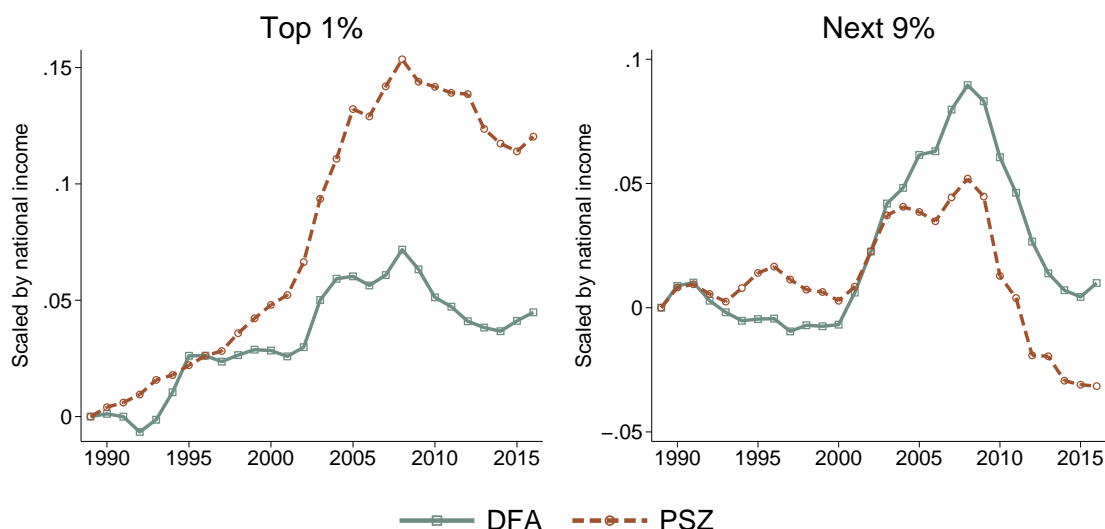 Top 1%
Next 9%
Scaled by national income
.15
.1
.05
0
1990 1995 2000 2005 2010 2015
Scaled by national income
.1
.05
0
−.05
1990 1995 2000 2005 2010 2015
DFA PSZ